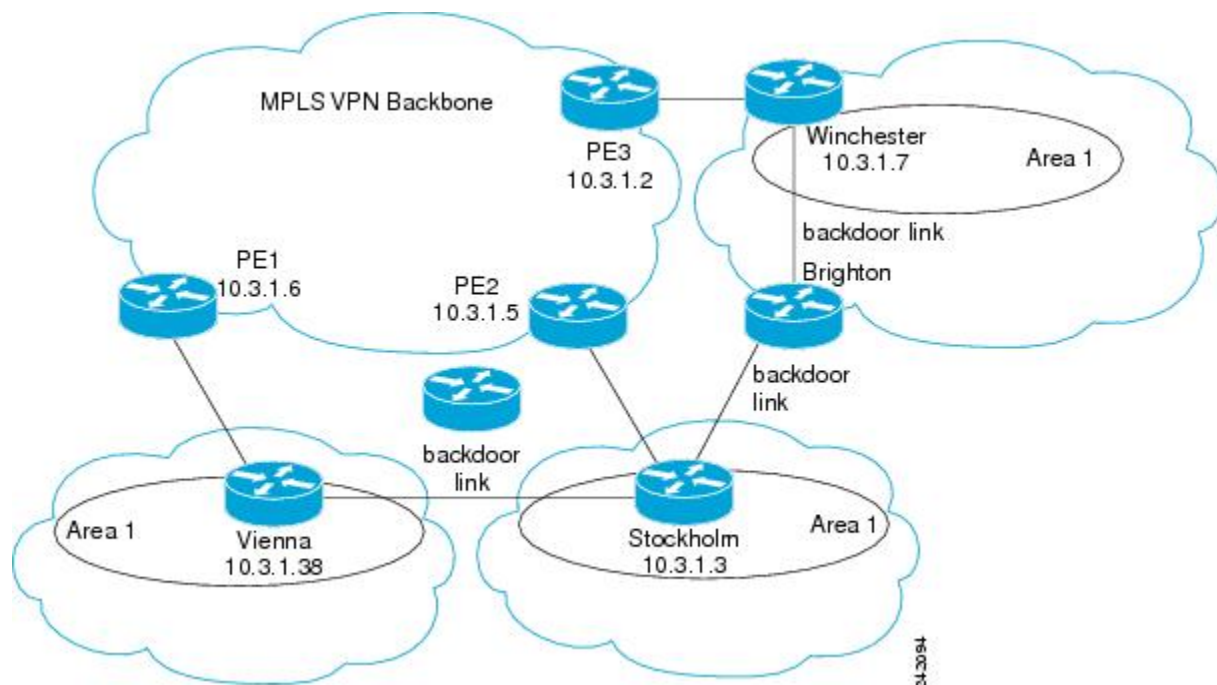 MPLS VPN Backbone
PE3
10.3.1.2
Winchester
10.3.1.7
Area 1
backdoor link
Brighton
PE1
10.3.1.6
PE2
10.3.1.5
backdoor
link
backdoor
link
Area 1
Vienna
10.3.1.38
Stockholm
10.3.1.3
Area 1